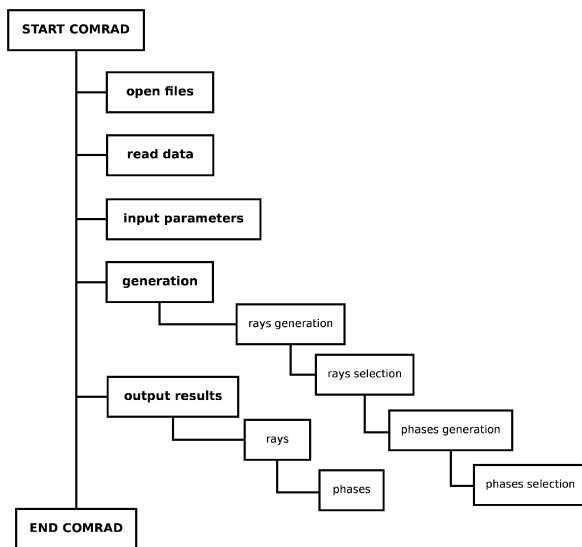 START COMRAD
open files
read data
input parameters
generation
rays generation
rays selection
phases generation
phases selection
output results
rays
phases
END COMRAD